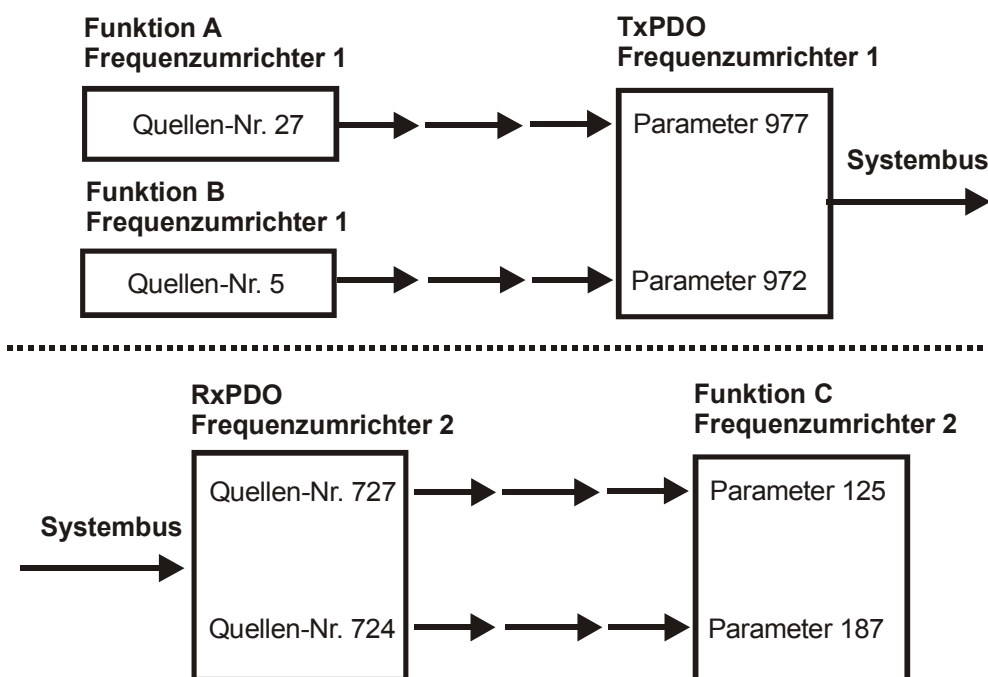 Funktion A
Frequenzumrichter 1
Quellen-Nr. 27
Funktion B
Frequenzumrichter 1
Quellen-Nr. 5
TxPDO
Frequenzumrichter 1
Parameter 977
Parameter 972
Systembus
RxPDO
Frequenzumrichter 2
Systembus
Quellen-Nr. 727
Quellen-Nr. 724
Funktion C
Frequenzumrichter 2
Parameter 125
Parameter 187